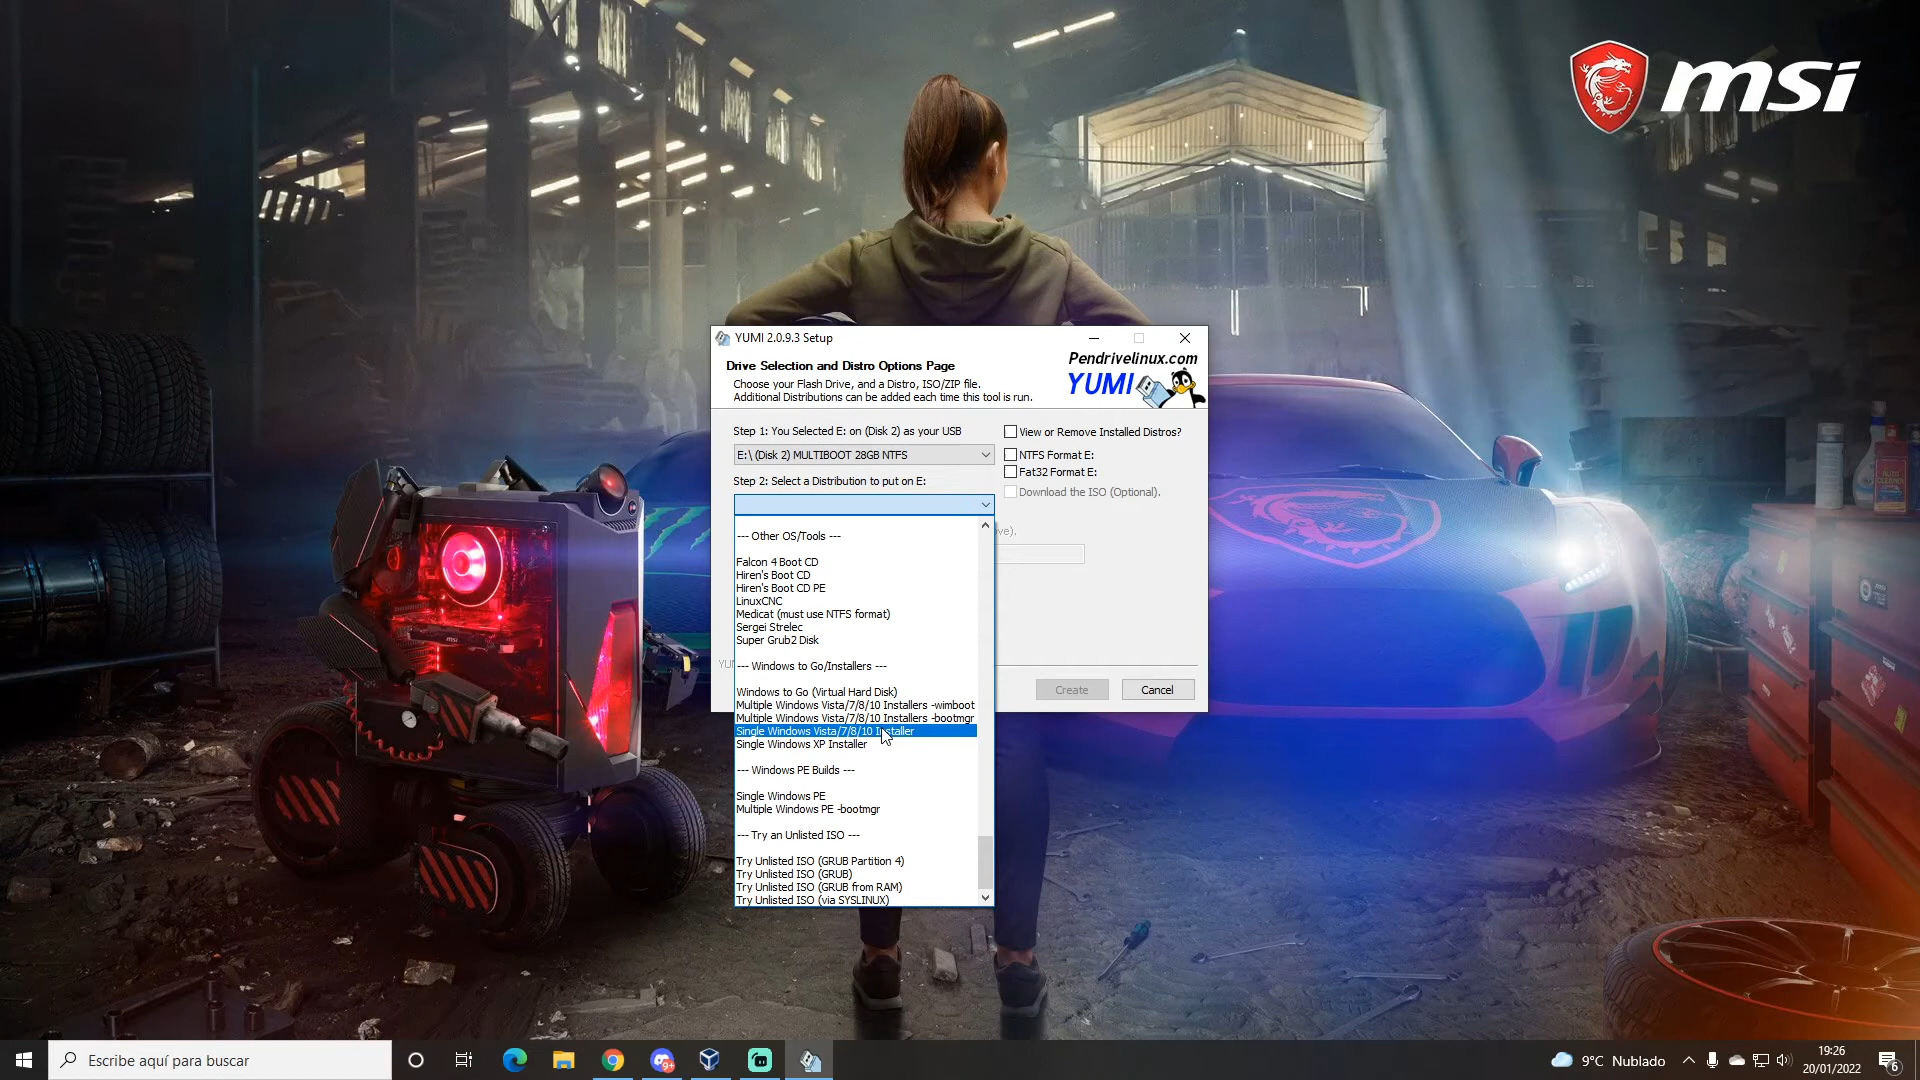 msi
YUMI 2.0.9.3 Setup
Drive Selection and Distro Options Page
Choose your Flash Drive, and a Distro, ISO/ZIP file.
Additional Distributions can be added each time this tool is run.
Pendrivelinux.com
YUMI
Step 1: You Selected E: on (Disk 2) as your USB
View or Remove Installed Distros?
E:\ (Disk 2) MULTIBOOT 28GB NTFS
NTFS Format E:
Fat32 Format E:
Step 2: Select a Distribution to put on E:
Download the ISO (Optional).
--- Other OS/Tools ---
Falcon 4 Boot CD
Hiren's Boot CD
Hiren's Boot CD PE
LinuxCNC
Medicat (must use NTFS format)
Sergei Strelec
Super Grub2 Disk
--- Windows to Go/Installers ---
Windows to Go (Virtual Hard Disk)
Multiple Windows Vista/7/8/10 Installers -wimboot
Multiple Windows Vista/7/8/10 Installers -bootmgr
Single Windows Vista/7/8/10 Installer
Single Windows XP Installer
--- Windows PE Builds ---
Single Windows PE
Multiple Windows PE -bootmgr
--- Try an Unlisted ISO ---
Try Unlisted ISO (GRUB Partition 4)
Try Unlisted ISO (GRUB)
Try Unlisted ISO (GRUB from RAM)
Try Unlisted ISO (via SYSLINUX)
Create
Cancel
msi
AUTO
CLEANER
Escribe aquí para buscar
9+
9°C Nublado
19:26
20/01/2022
6